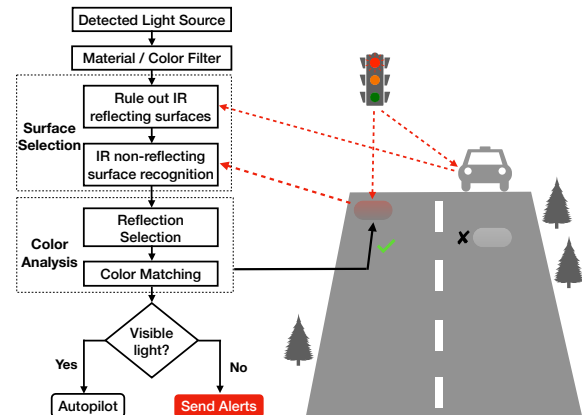 Detected Light Source
Material / Color Filter
Rule out IR
reflecting surfaces
Surface
Selection
IR non-reflecting
surface recognition
Reflection
Selection
Color
Analysis
Color Matching
Visible
light?
Yes
No
Autopilot
Send Alerts